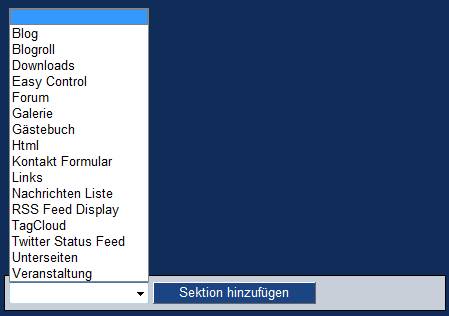 Blog
Blogroll
Downloads
Easy Control
Forum
Galerie
Gästebuch
Html
Kontakt Formular
Links
Nachrichten Liste
RSS Feed Display
TagCloud
Twitter Status Feed
Unterseiten
Veranstaltung
Sektion hinzufügen